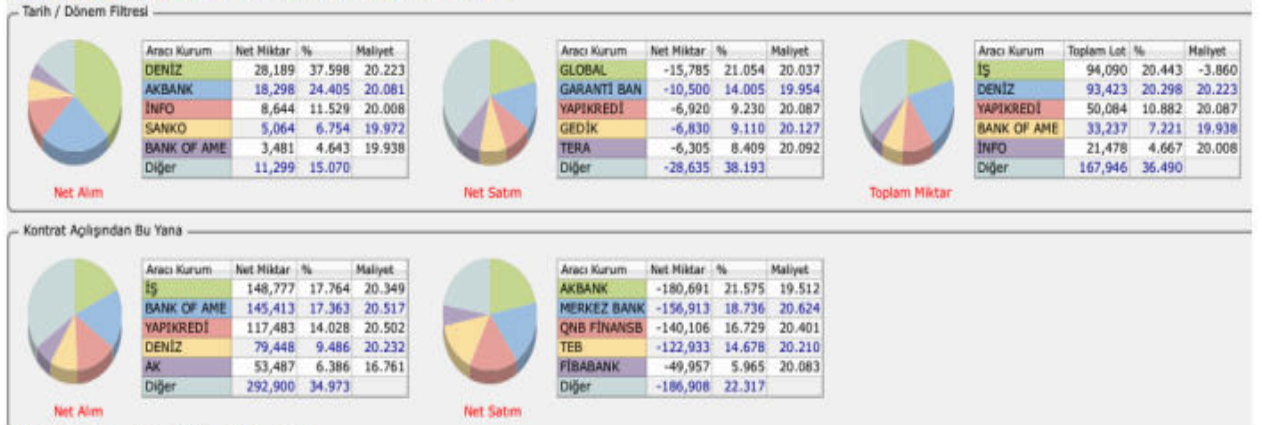 Tarih / Dönem Filtresi
Aracı Kurum Net Miktar % Maliyet
DENİZ 28,189 37.598 20.223
AKBANK 18,298 24.405 20.081
İNFO 8,644 11.529 20.008
SANKO 5,064 6.754 19.972
BANK OF AME 3,481 4.643 19.938
Diğer 11,299 15.070
Net Alım
Aracı Kurum Net Miktar % Maliyet
GLOBAL -15,785 21.054 20.037
GARANTİ BAN -10,500 14.005 19.954
YAPIKREDİ -6,920 9.230 20.087
GEDİK -6,830 9.110 20.127
TERA -6,305 8.409 20.092
Diğer -28,635 38.193
Net Satım
Aracı Kurum Toplam Lot % Maliyet
İŞ 94,090 20.443 -3.860
DENİZ 93,423 20.298 20.223
YAPIKREDİ 50,084 10.882 20.087
BANK OF AME 33,237 7.221 19.938
İNFO 21,478 4.667 20.008
Diğer 167,946 36.490
Toplam Miktar
Kontrat Açılışından Bu Yana
Aracı Kurum Net Miktar % Maliyet
İŞ 148,777 17.764 20.349
BANK OF AME 145,413 17.363 20.517
YAPIKREDİ 117,483 14.028 20.502
DENİZ 79,448 9.486 20.232
AK 53,487 6.386 16.761
Diğer 292,900 34.973
Net Alım
Aracı Kurum Net Miktar % Maliyet
AKBANK -180,691 21.575 19.512
MERKEZ BANK -156,913 18.736 20.624
QNB FİNANSB -140,106 16.729 20.401
TEB -122,933 14.678 20.210
FİBABANK -49,957 5.965 20.083
Diğer -186,908 22.317
Net Satım